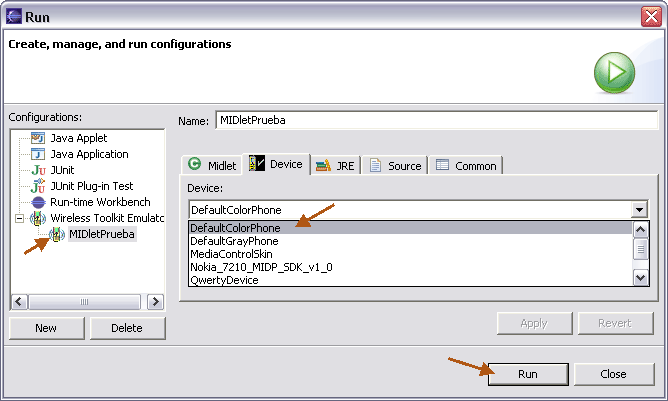 Run
Create, manage, and run configurations
Configurations:
Java Applet
Java Application
JUnit
JUnit Plug-in Test
Run-time Workbench
Wireless Toolkit Emulato
MIDletPrueba
New
Delete
Name: MIDletPrueba
Midlet
Device
JRE
Source
Common
Device:
DefaultColorPhone
DefaultColorPhone
DefaultGrayPhone
MediaControlSkin
Nokia_7210_MIDP_SDK_v1_0
QwertyDevice
Apply
Revert
Run
Close